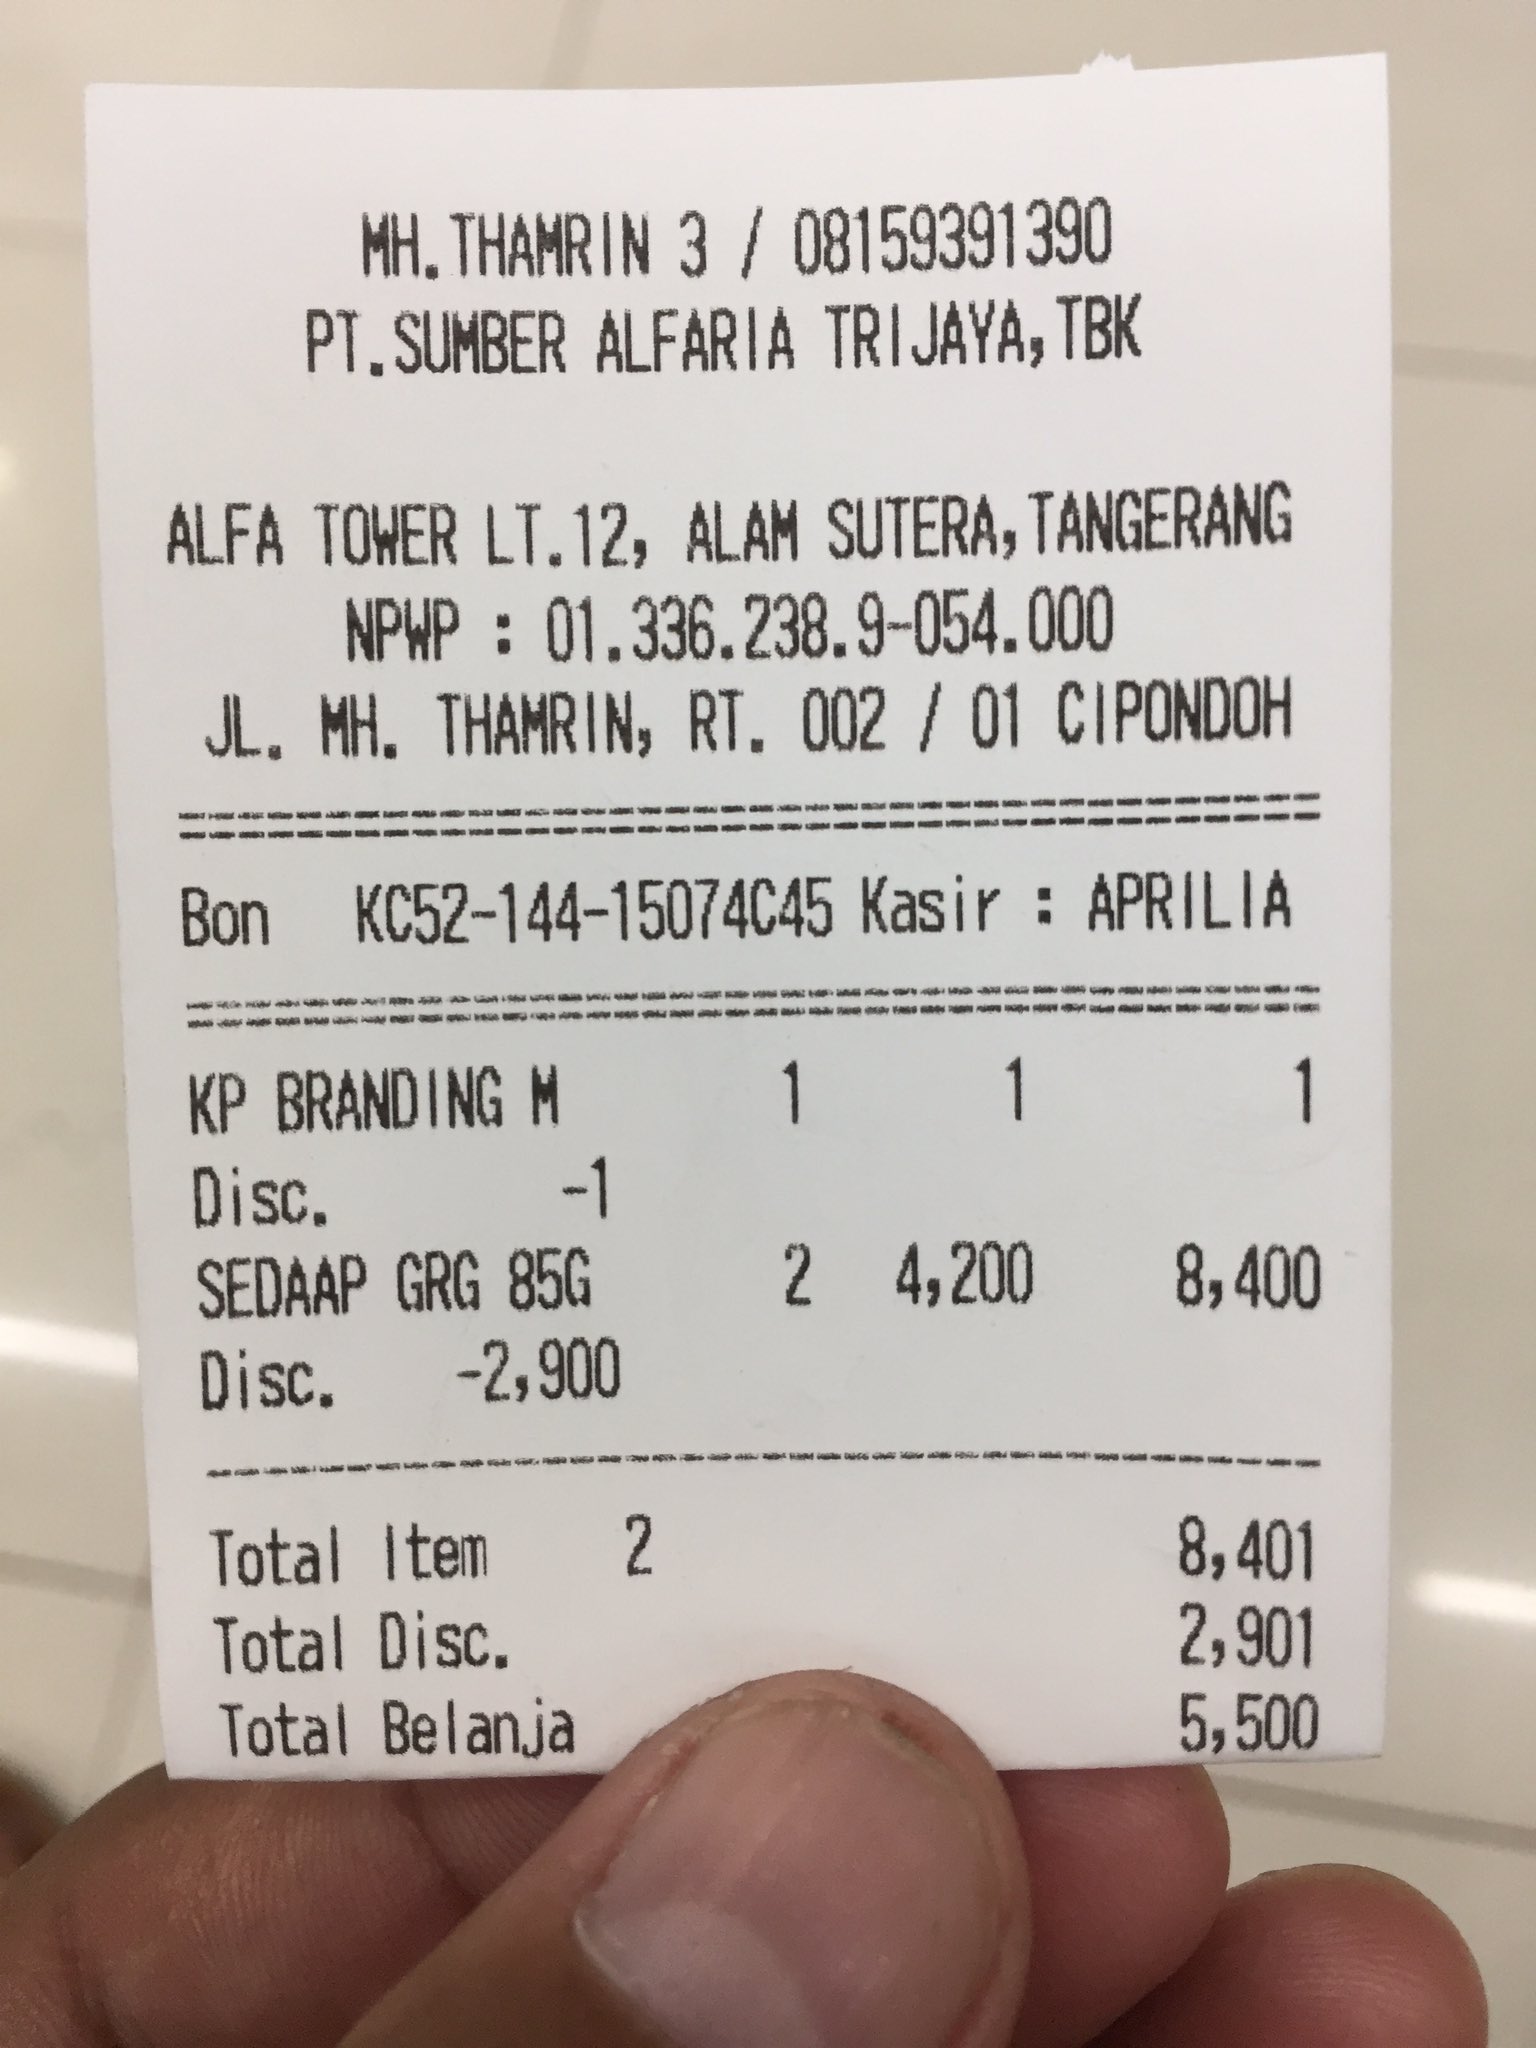 MH.THAMRIN 3 / 08159391390
PT.SUMBER ALFARIA TRIJAYA,TBK
ALFA TOWER LT.12, ALAM SUTERA,TANGERANG
NPWP : 01.336.238.9-054.000
JL. MH. THAMRIN, RT. 002 / 01 CIPONDOH
Bon KC52-144-15074C45 Kasir : APRILIA
KP BRANDING M 1 1 1
Disc. -1
SEDAAP GRG 85G 2 4,200 8,400
Disc. -2,900
Total Item 2 8,401
Total Disc. 2,901
Total Belanja 5,500